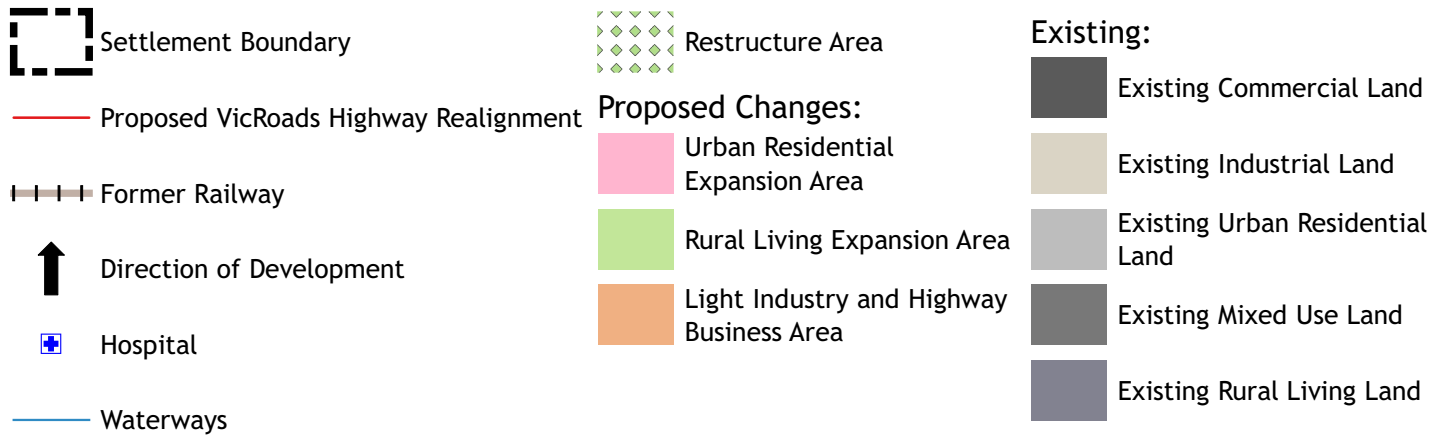 Settlement Boundary
Proposed VicRoads Highway Realignment
Former Railway
Direction of Development
Hospital
Waterways
Restructure Area
Proposed Changes:
Urban Residential
Expansion Area
Rural Living Expansion Area
Light Industry and Highway
Business Area
Existing:
Existing Commercial Land
Existing Industrial Land
Existing Urban Residential
Land
Existing Mixed Use Land
Existing Rural Living Land